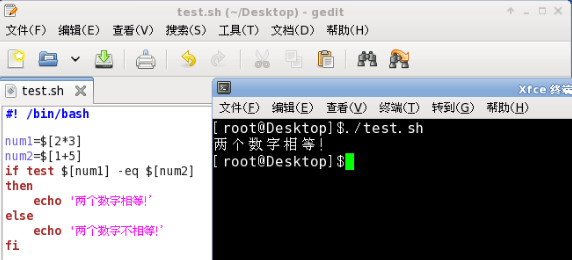 test.sh (~/Desktop) - gedit
文件(F) 编辑(E) 查看(V) 搜索(S) 工具(T) 文档(D) 帮助(H)
test.sh
#! /bin/bash
num1=$[2*3]
num2=$[1+5]
if test $[num1] -eq $[num2]
then
echo '两个数字相等!'
else
echo '两个数字不相等!'
fi
Xfce 终端
文件(F) 编辑(E) 查看(V) 终端(T) 转到(G) 帮助(H)
[ root@Desktop]$./test.sh
两个数字相等!
[ root@Desktop]$